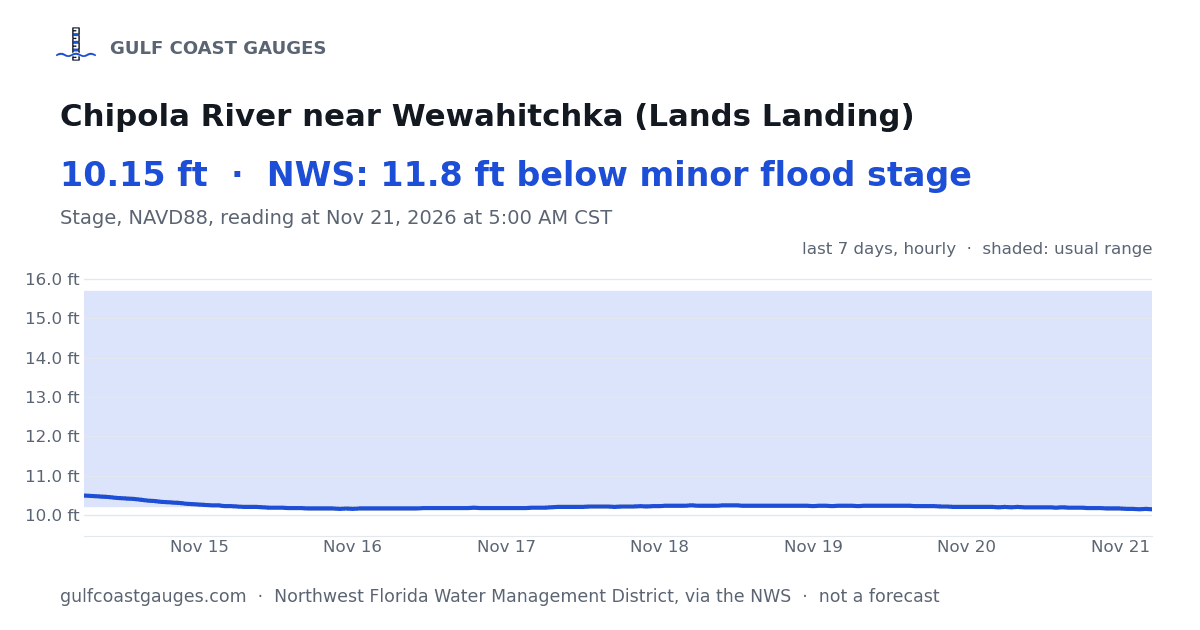 GULF COAST GAUGES
Chipola River near Wewahitchka (Lands Landing)
10.15 ft · NWS: 11.8 ft below minor flood stage
Stage, NAVD88, reading at Nov 21, 2026 at 5:00 AM CST
last 7 days, hourly · shaded: usual range
16.0 ft
15.0 ft
14.0 ft
13.0 ft
12.0 ft
11.0 ft
10.0 ft
Nov 15 Nov 16 Nov 17 Nov 18 Nov 19 Nov 20 Nov 21
gulfcoastgauges.com · Northwest Florida Water Management District, via the NWS · not a forecast